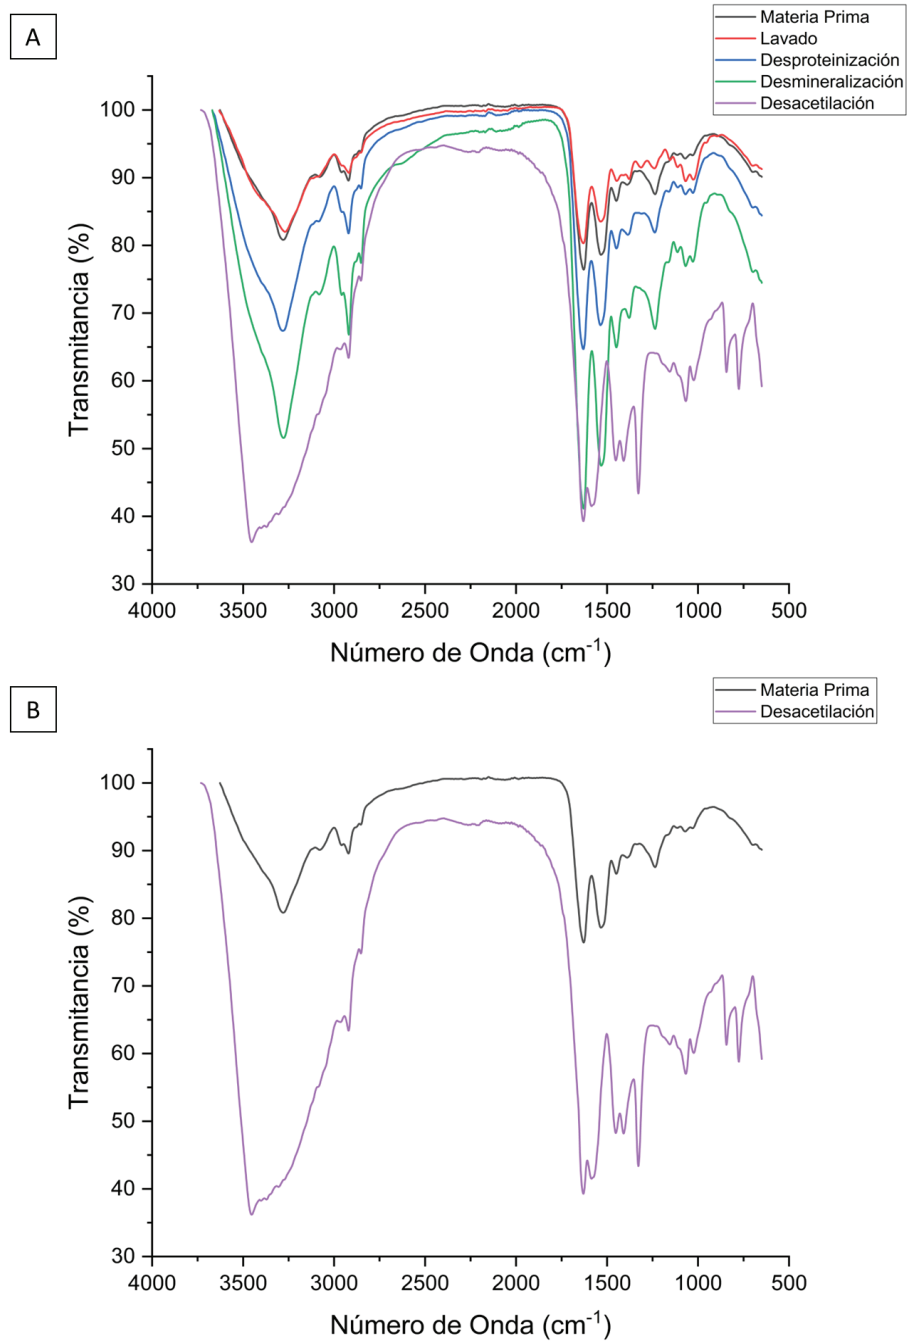 A
Materia Prima
Lavado
Desproteinización
Desmineralización
Desacetilación
100
90
80
70
60
50
40
30
Transmitancia (%)
4000 3500 3000 2500 2000 1500 1000 500
Número de Onda (cm⁻¹)
B
Materia Prima
Desacetilación
100
90
80
70
60
50
40
30
Transmitancia (%)
4000 3500 3000 2500 2000 1500 1000 500
Número de Onda (cm⁻¹)